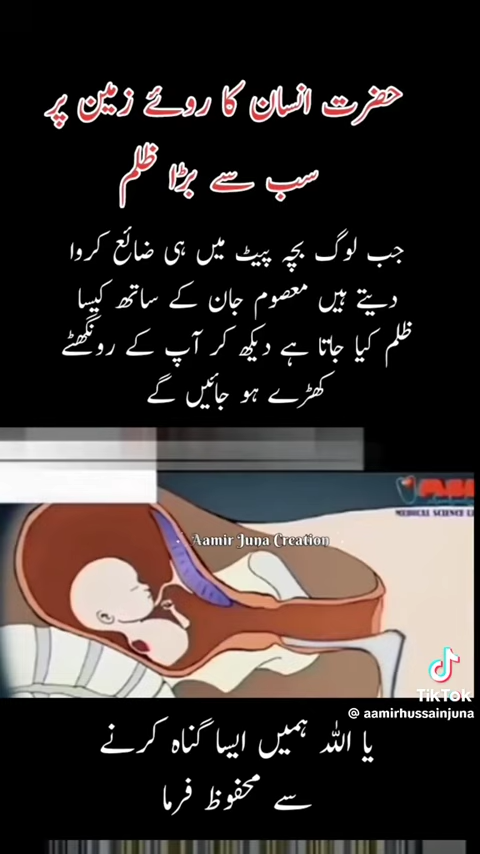 حضرت انسان کا روئے زمین پر
سب سے بڑا ظلم
جب لوگ بچہ پیٹ میں ہی ضائع کروا
دیتے ہیں معصوم جان کے ساتھ کیسا
ظلم کیا جاتا ہے دیکھ کر آپ کے رونگھٹے
کھڑے ہو جائیں گے
MEDICAL SCIENCE
Aamir Juna Creation
TikTok
@ aamirhussainjuna
یا اللہ ہمیں ایسا گناہ کرنے
سے محفوظ فرما